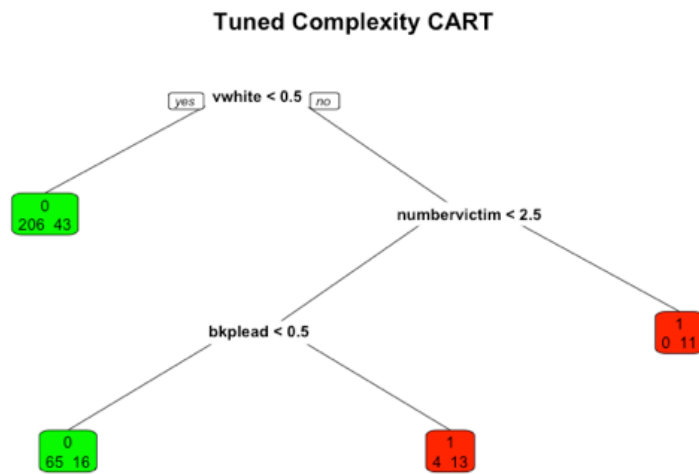 Tuned Complexity CART
yes vwhite < 0.5 no
0
206 43
numbervictim < 2.5
bkplead < 0.5
1
0 11
0
65 16
1
4 13